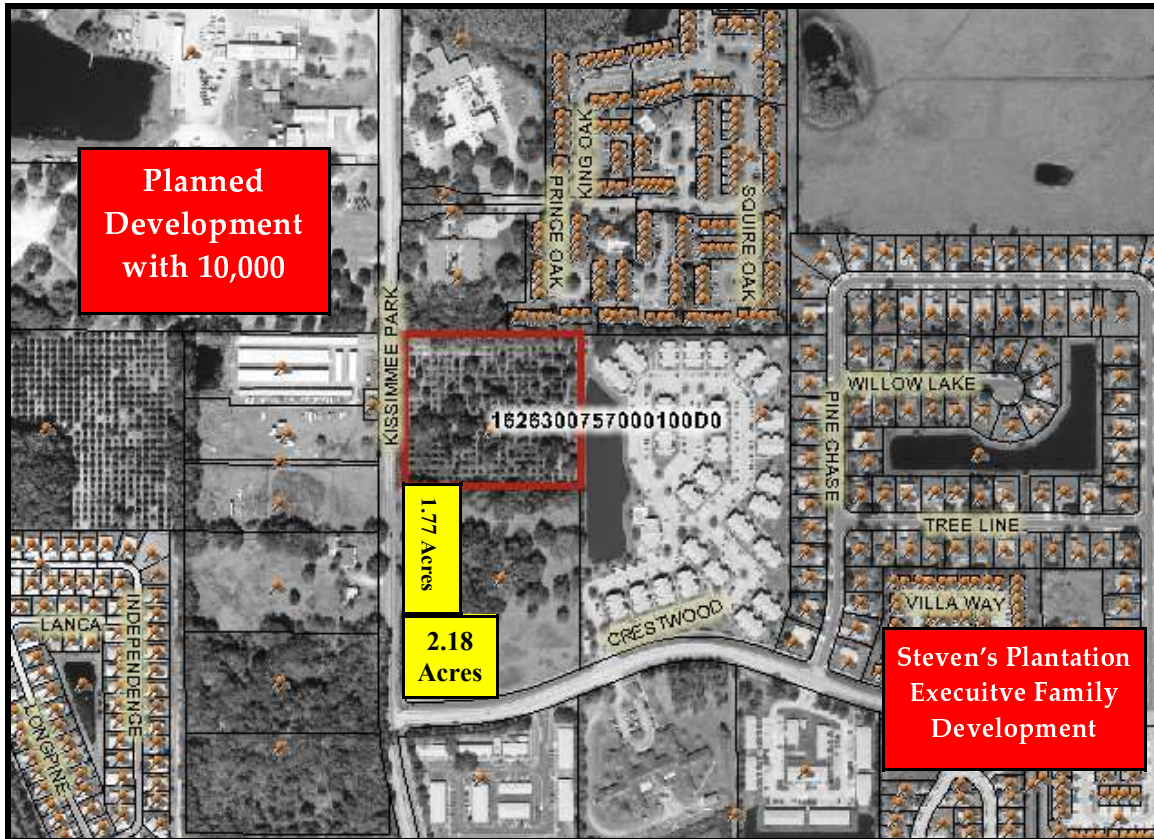 Planned
Development
with 10,000
KING OAK
PRINCE OAK
SQUIRE OAK
KISSIMMEE PARK
1626300757000100D0
WILLOW LAKE
PINE CHASE
TREE LINE
VILLA WAY
1.77 Acres
2.18
Acres
CRESTWOOD
LANCA
INDEPENDENCE
LONGPINE
Steven's Plantation
Execuitve Family
Development